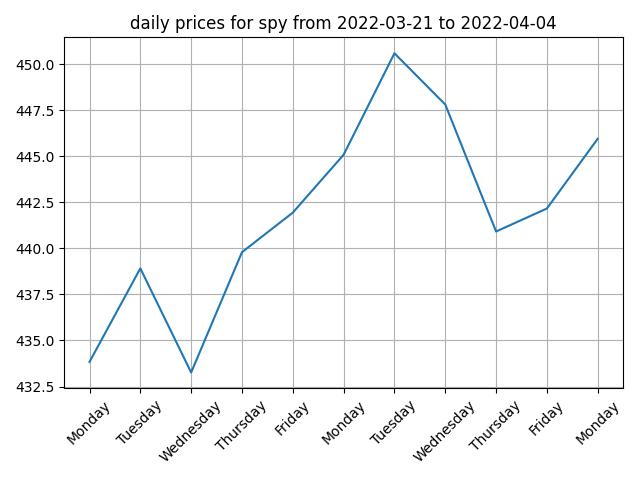 daily prices for spy from 2022-03-21 to 2022-04-04
450.0
447.5
445.0
442.5
440.0
437.5
435.0
432.5
Monday
Tuesday
Wednesday
Thursday
Friday
Monday
Tuesday
Wednesday
Thursday
Friday
Monday